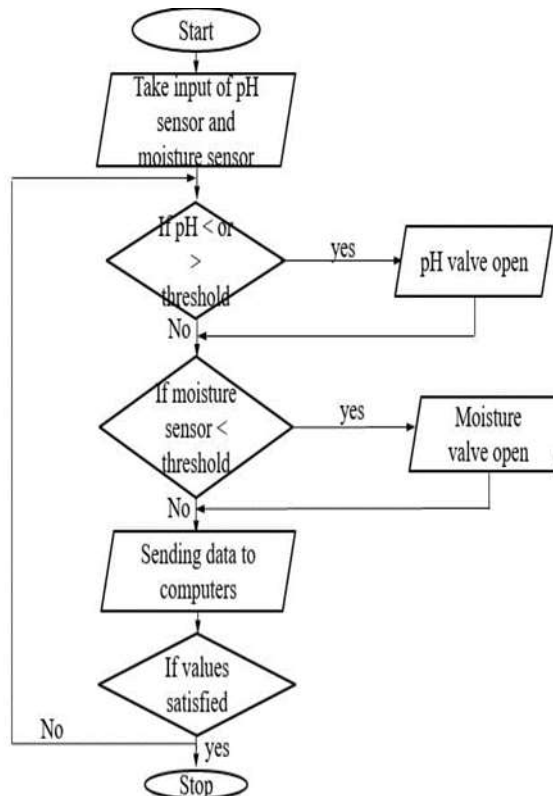 Start
Take input of pH
sensor and
moisture sensor
If pH < or
>
threshold
yes
pH valve open
No
If moisture
sensor <
threshold
yes
Moisture
valve open
No
Sending data to
computers
If values
satisfied
No
yes
Stop